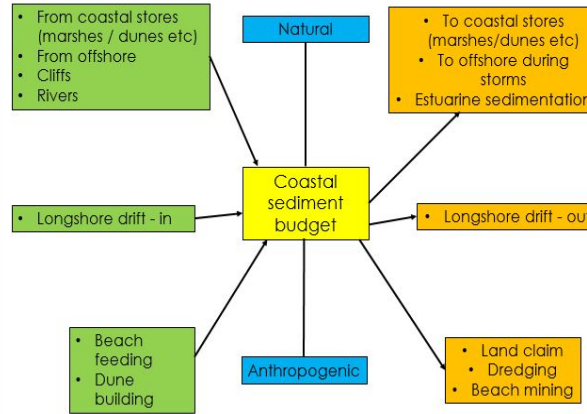 • From coastal stores
(marshes / dunes etc)
• From offshore
• Cliffs
• Rivers
Natural
• To coastal stores
(marshes/dunes etc)
• To offshore during
storms
• Estuarine sedimentation
Coastal
sediment
budget
• Longshore drift - in
• Longshore drift - out
• Beach
feeding
• Dune
building
Anthropogenic
• Land claim
• Dredging
• Beach mining